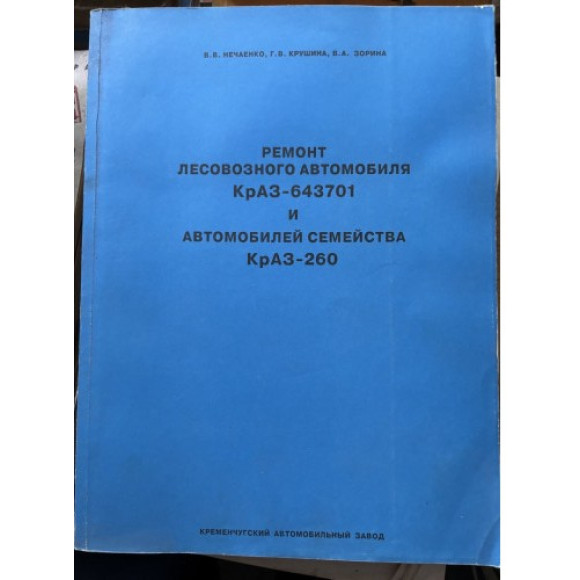 В.В. НЕЧАЕНКО, Г.В. КРУШИНА, В.А. ЗОРИНА
РЕМОНТ
ЛЕСОВОЗНОГО АВТОМОБИЛЯ
КрАЗ-643701
И
АВТОМОБИЛЕЙ СЕМЕЙСТВА
КрАЗ-260
КРЕМЕНЧУГСКИЙ АВТОМОБИЛЬНЫЙ ЗАВОД